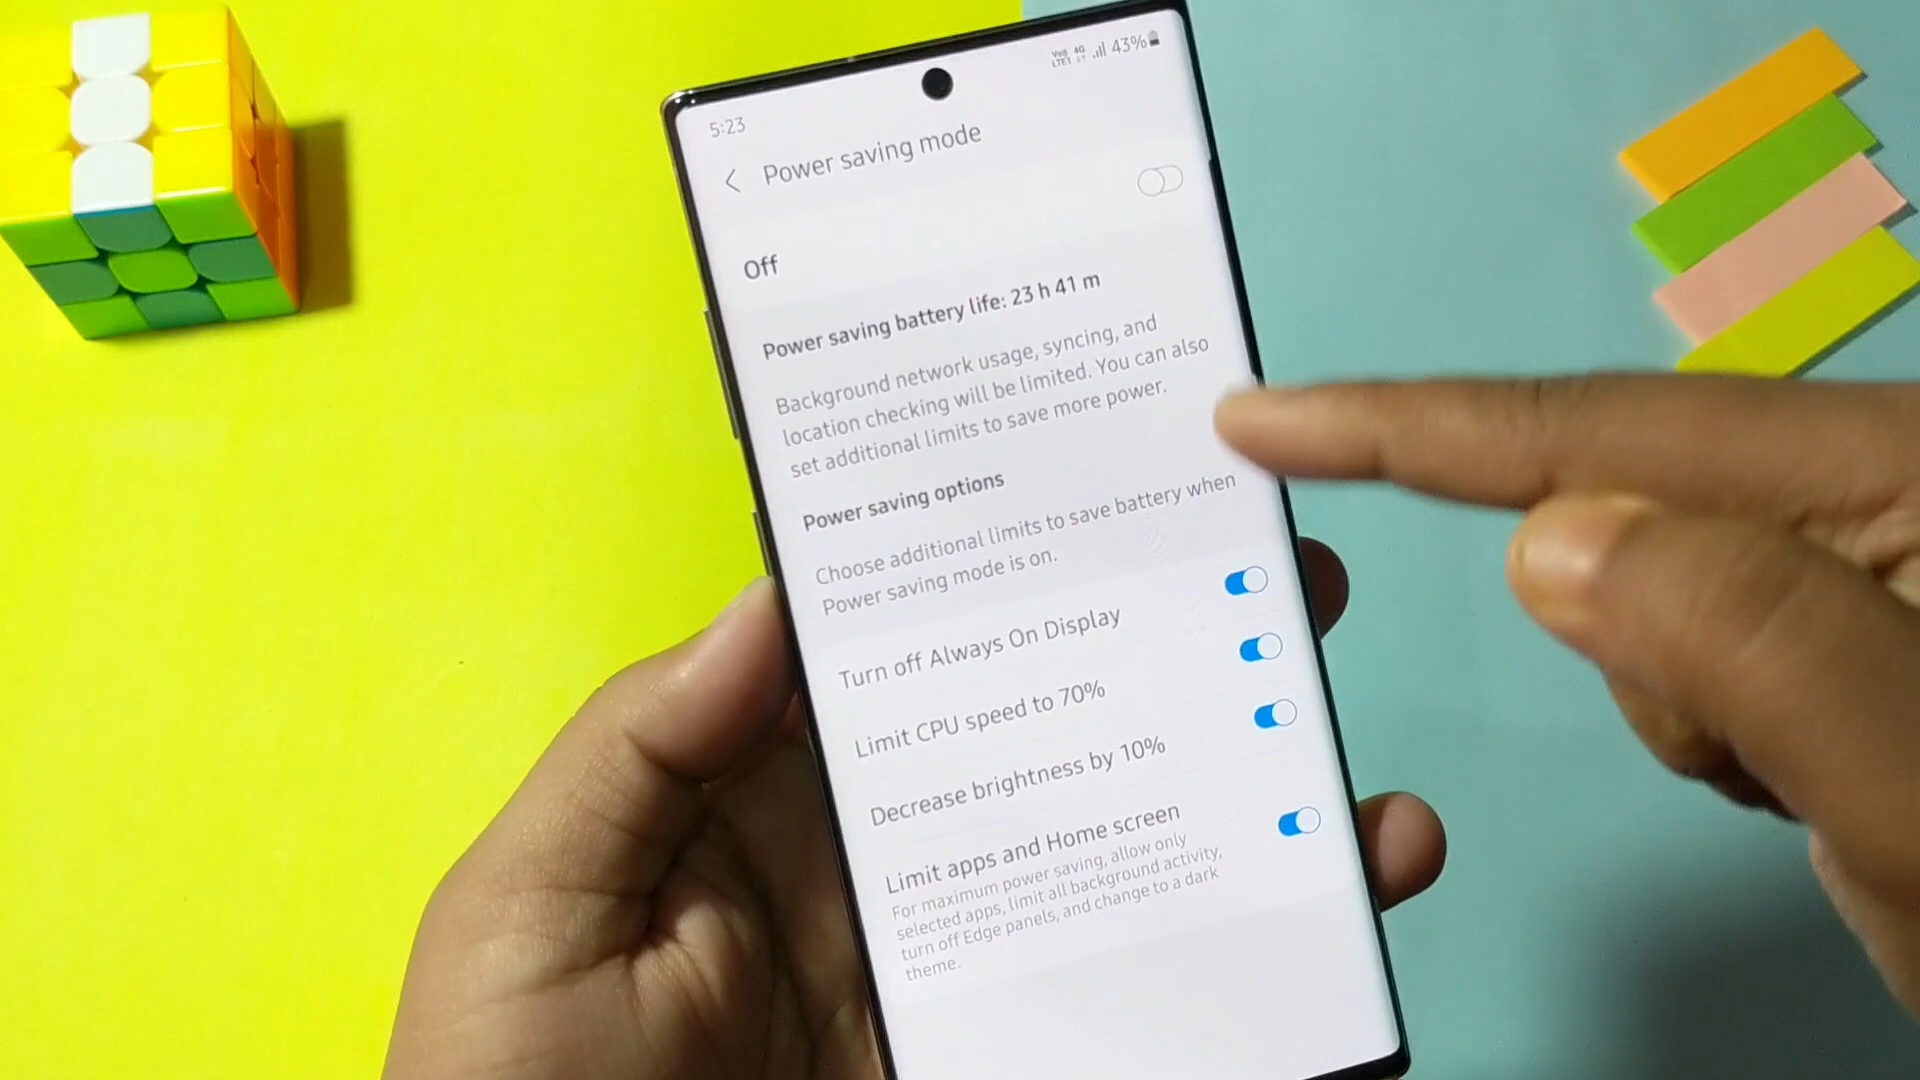 5:23
Vo)) 4G
LTE1 43%
Power saving mode
Off
Power saving battery life: 23 h 41 m
Background network usage, syncing, and
location checking will be limited. You can also
set additional limits to save more power.
Power saving options
Choose additional limits to save battery when
Power saving mode is on.
Turn off Always On Display
Limit CPU speed to 70%
Decrease brightness by 10%
Limit apps and Home screen
For maximum power saving, allow only
selected apps, limit all background activity,
turn off Edge panels, and change to a dark
theme.